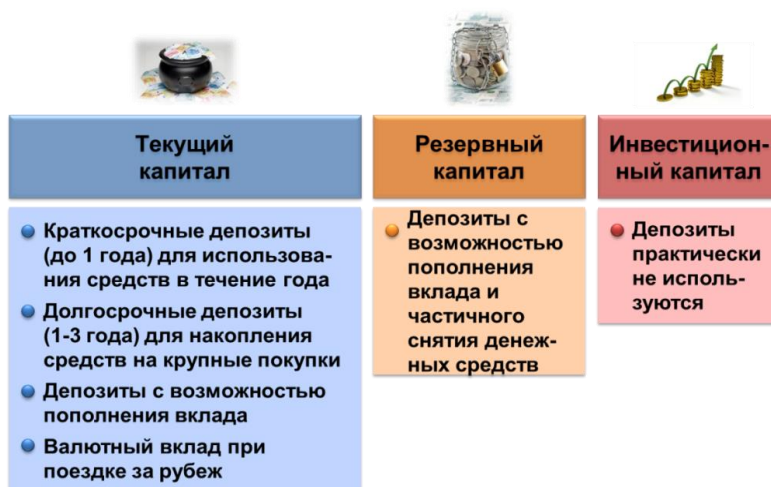 Текущий
капитал
Резервный
капитал
Инвестицион-
ный капитал
Краткосрочные депозиты
(до 1 года) для использова-
ния средств в течение года
Долгосрочные депозиты
(1-3 года) для накопления
средств на крупные покупки
Депозиты с возможностью
пополнения вклада
Валютный вклад при
поездке за рубеж
Депозиты с
возможностью
пополнения
вклада и
частичного
снятия денеж-
ных средств
Депозиты
практически
не исполь-
зуются